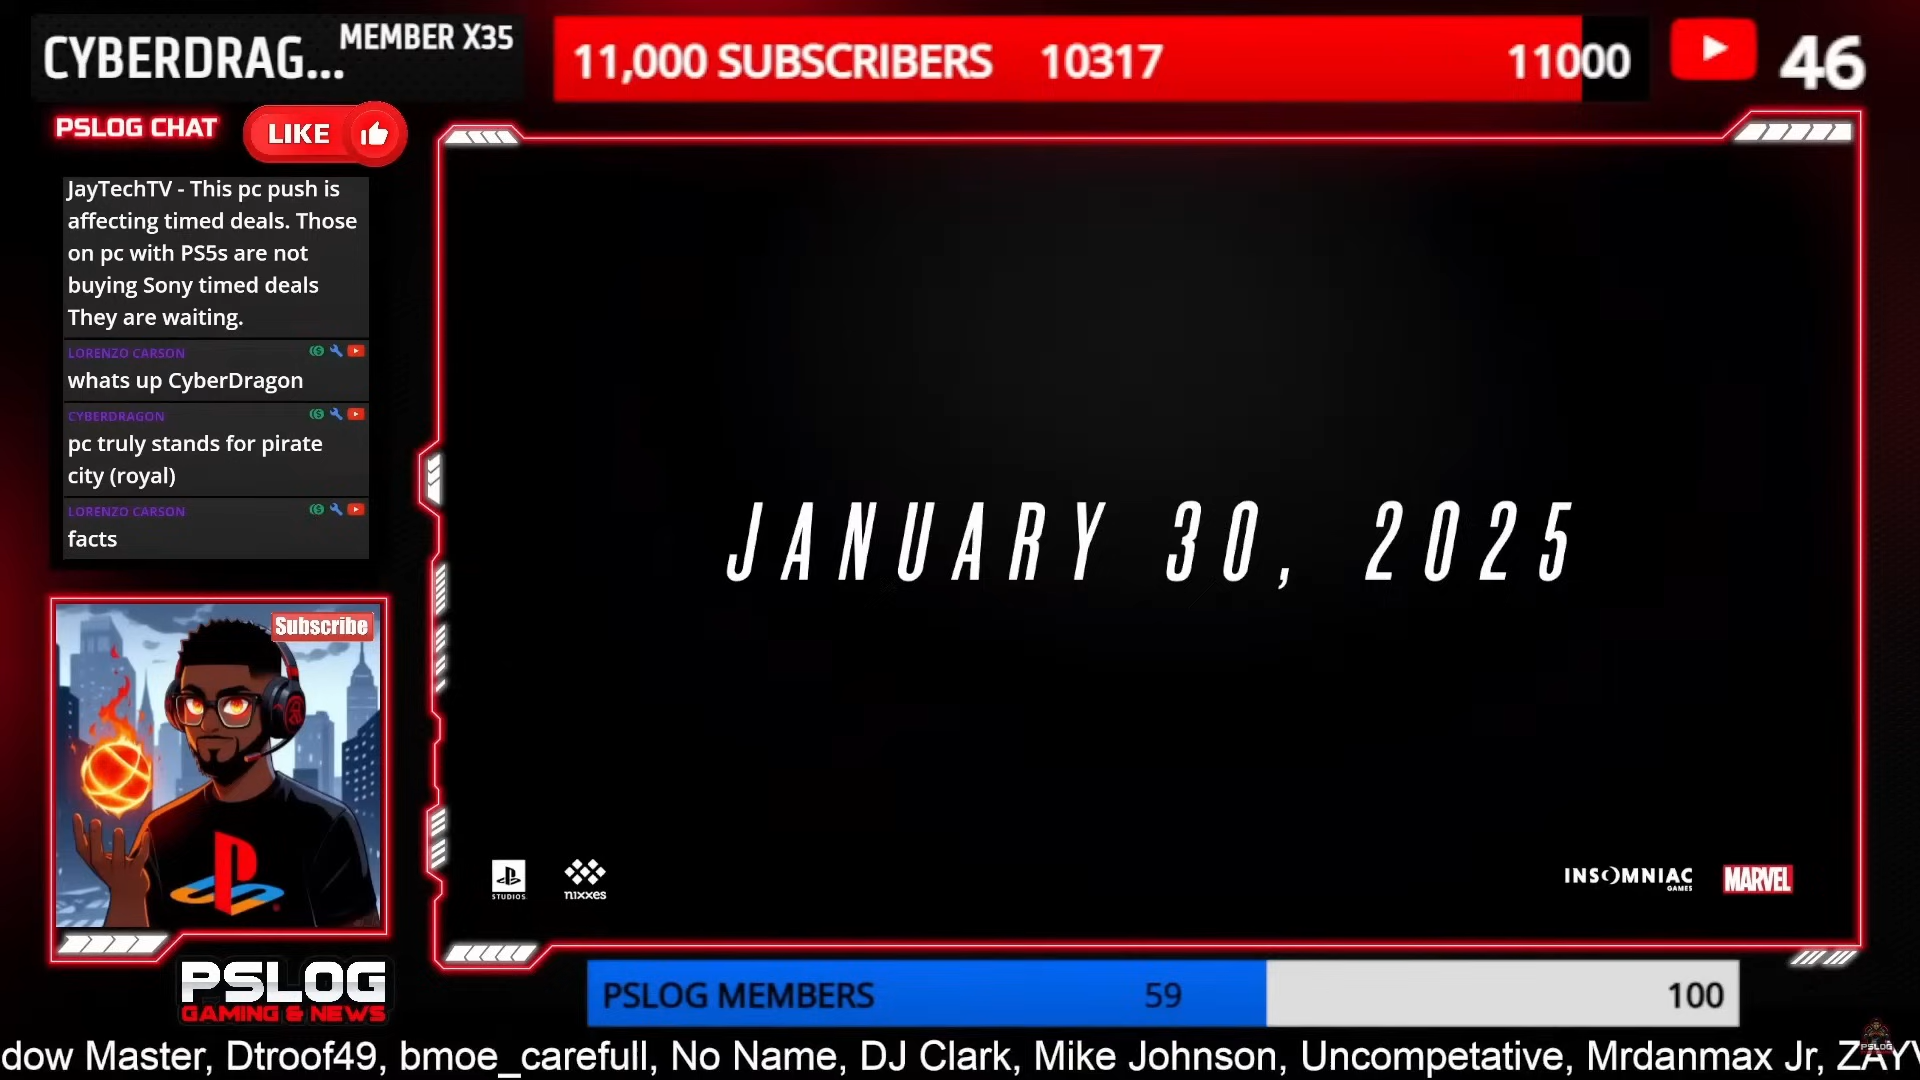 CYBERDRAG... MEMBER X35
11,000 SUBSCRIBERS 10317 11000
46
PSLOG CHAT
LIKE
JayTechTV - This pc push is
affecting timed deals. Those
on pc with PS5s are not
buying Sony timed deals
They are waiting.
LORENZO CARSON
whats up CyberDragon
CYBERDRAGON
pc truly stands for pirate
city (royal)
LORENZO CARSON
facts
JANUARY 30, 2025
Subscribe
STUDIOS
nixxes
INSOMNIAC
GAMES
MARVEL
PSLOG
GAMING & NEWS
PSLOG MEMBERS 59 100
dow Master, Dtroof49, bmoe_carefull, No Name, DJ Clark, Mike Johnson, Uncompetative, Mrdanmax Jr, ZAY
PSLOG